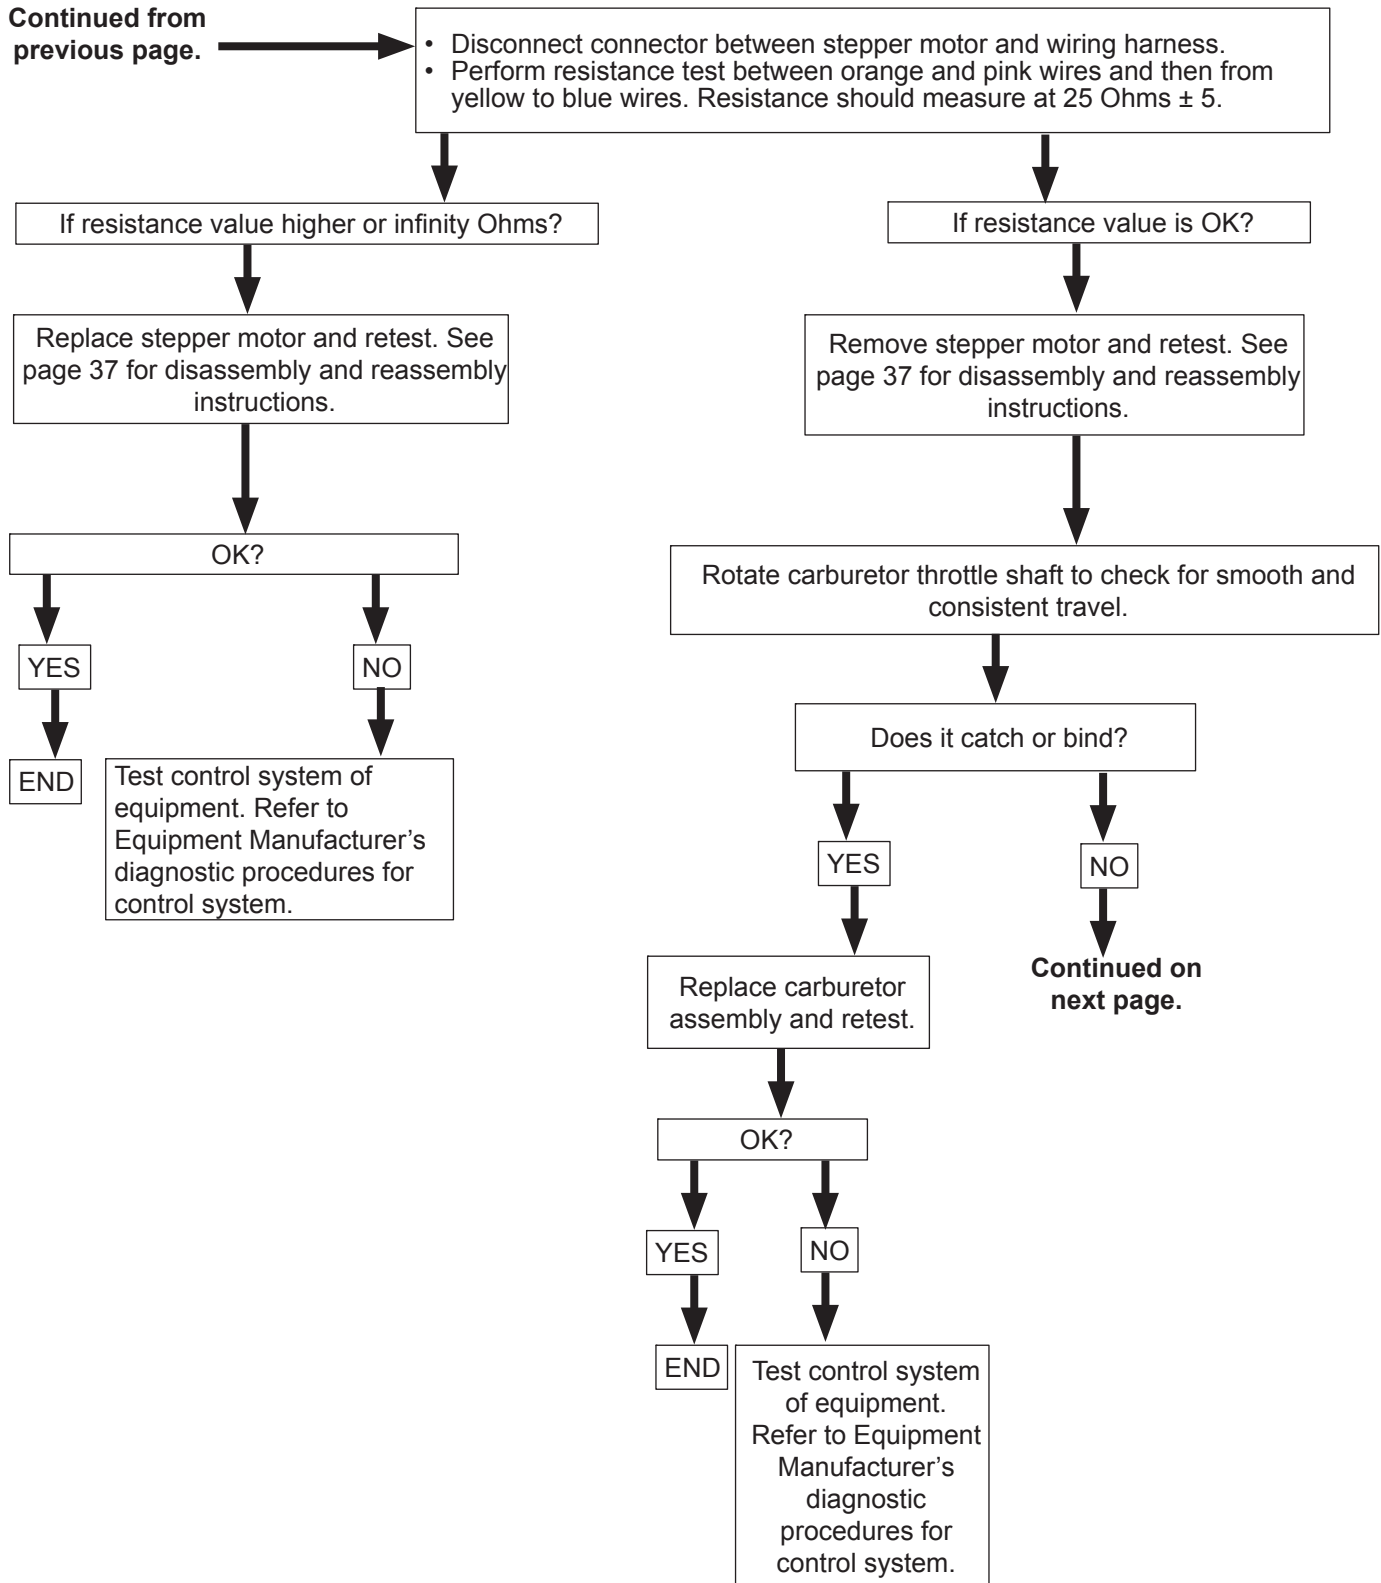 Continued from
previous page.
• Disconnect connector between stepper motor and wiring harness.
• Perform resistance test between orange and pink wires and then from
yellow to blue wires. Resistance should measure at 25 Ohms ± 5.
If resistance value higher or infinity Ohms?
Replace stepper motor and retest. See
page 37 for disassembly and reassembly
instructions.
OK?
YES
END
NO
Test control system of
equipment. Refer to
Equipment Manufacturer’s
diagnostic procedures for
control system.
If resistance value is OK?
Remove stepper motor and retest. See
page 37 for disassembly and reassembly
instructions.
Rotate carburetor throttle shaft to check for smooth and
consistent travel.
Does it catch or bind?
YES
NO
Continued on
next page.
Replace carburetor
assembly and retest.
OK?
YES
END
NO
Test control system
of equipment.
Refer to Equipment
Manufacturer’s
diagnostic
procedures for
control system.